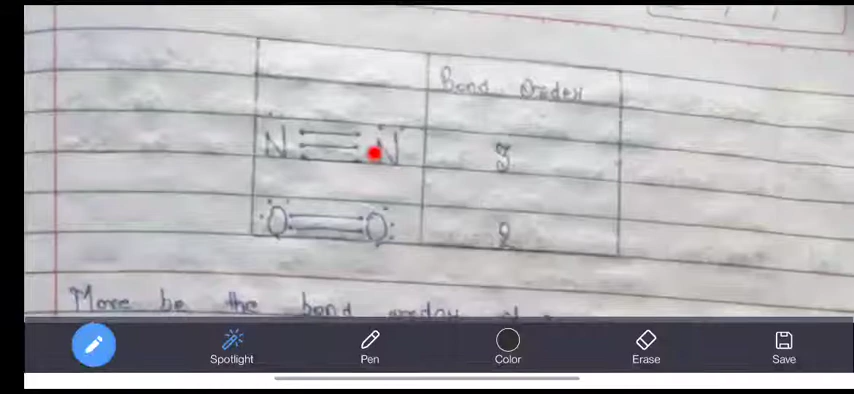 Bond Order
N≡N 3
:O=O: 2
More be the bond
Spotlight Pen Color Erase Save